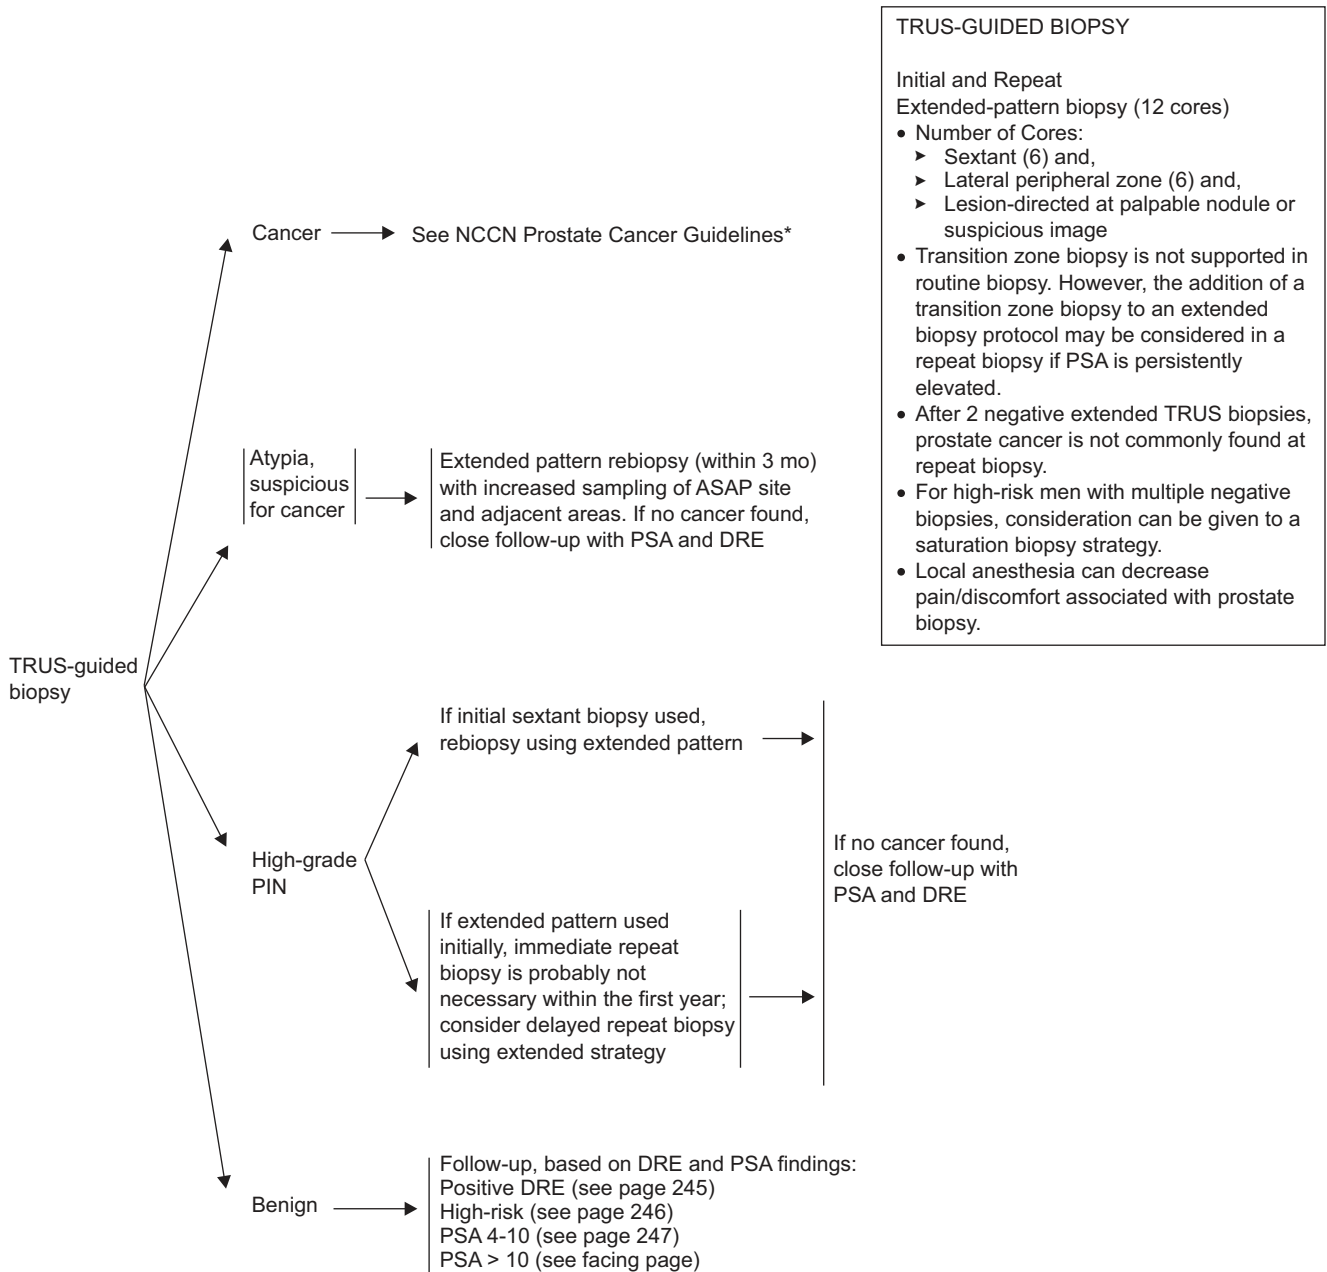 TRUS-GUIDED BIOPSY
Initial and Repeat
Extended-pattern biopsy (12 cores)
• Number of Cores:
➤ Sextant (6) and,
➤ Lateral peripheral zone (6) and,
➤ Lesion-directed at palpable nodule or
suspicious image
• Transition zone biopsy is not supported in
routine biopsy. However, the addition of a
transition zone biopsy to an extended
biopsy protocol may be considered in a
repeat biopsy if PSA is persistently
elevated.
• After 2 negative extended TRUS biopsies,
prostate cancer is not commonly found at
repeat biopsy.
• For high-risk men with multiple negative
biopsies, consideration can be given to a
saturation biopsy strategy.
• Local anesthesia can decrease
pain/discomfort associated with prostate
biopsy.
TRUS-guided
biopsy
Cancer
See NCCN Prostate Cancer Guidelines*
Atypia,
suspicious
for cancer
Extended pattern rebiopsy (within 3 mo)
with increased sampling of ASAP site
and adjacent areas. If no cancer found,
close follow-up with PSA and DRE
High-grade
PIN
If initial sextant biopsy used,
rebiopsy using extended pattern
If extended pattern used
initially, immediate repeat
biopsy is probably not
necessary within the first year;
consider delayed repeat biopsy
using extended strategy
If no cancer found,
close follow-up with
PSA and DRE
Benign
Follow-up, based on DRE and PSA findings:
Positive DRE (see page 245)
High-risk (see page 246)
PSA 4-10 (see page 247)
PSA > 10 (see facing page)